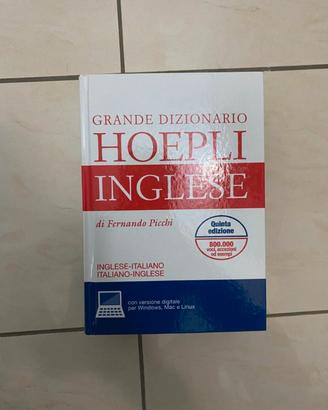 GRANDE DIZIONARIO
HOEPLI
INGLESE
di Fernando Picchi
Quinta
edizione
800.000
voci, accezioni
ed esempi
INGLESE-ITALIANO
ITALIANO-INGLESE
con versione digitale
per Windows, Mac e Linux